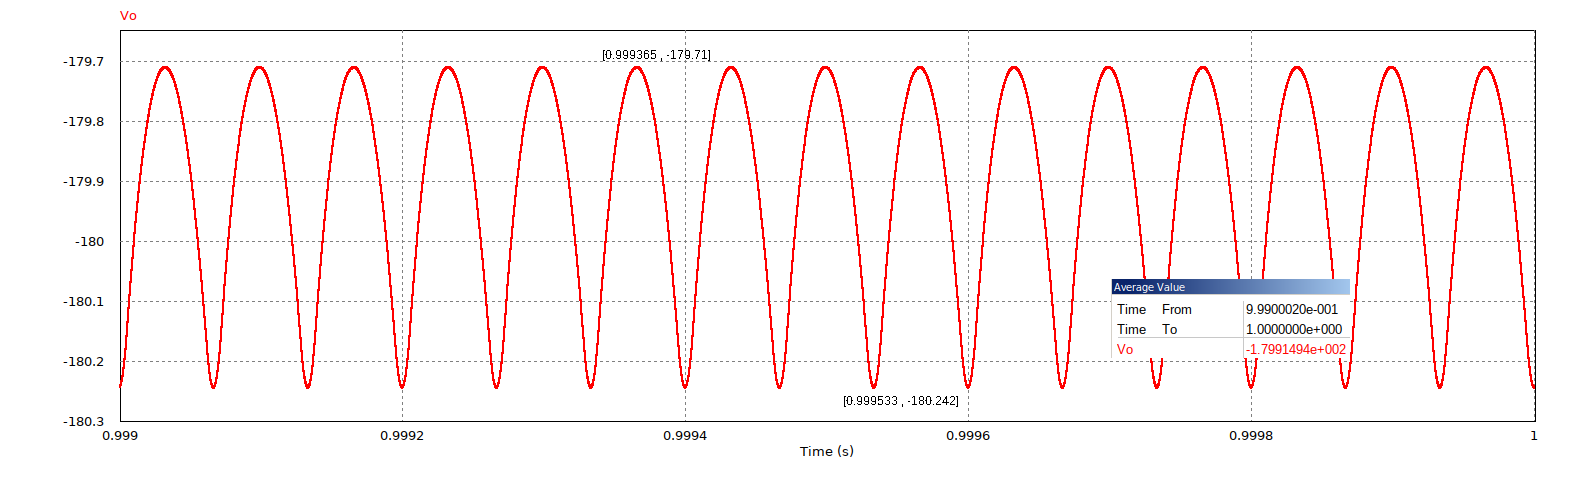 Vo
[0.999365 , -179.71]
-179.7
-179.8
-179.9
-180
-180.1
-180.2
-180.3
Average Value
Time From 9.9900020e-001
Time To 1.0000000e+000
Vo -1.7991494e+002
[0.999533 , -180.242]
0.999 0.9992 0.9994 0.9996 0.9998 1
Time (s)